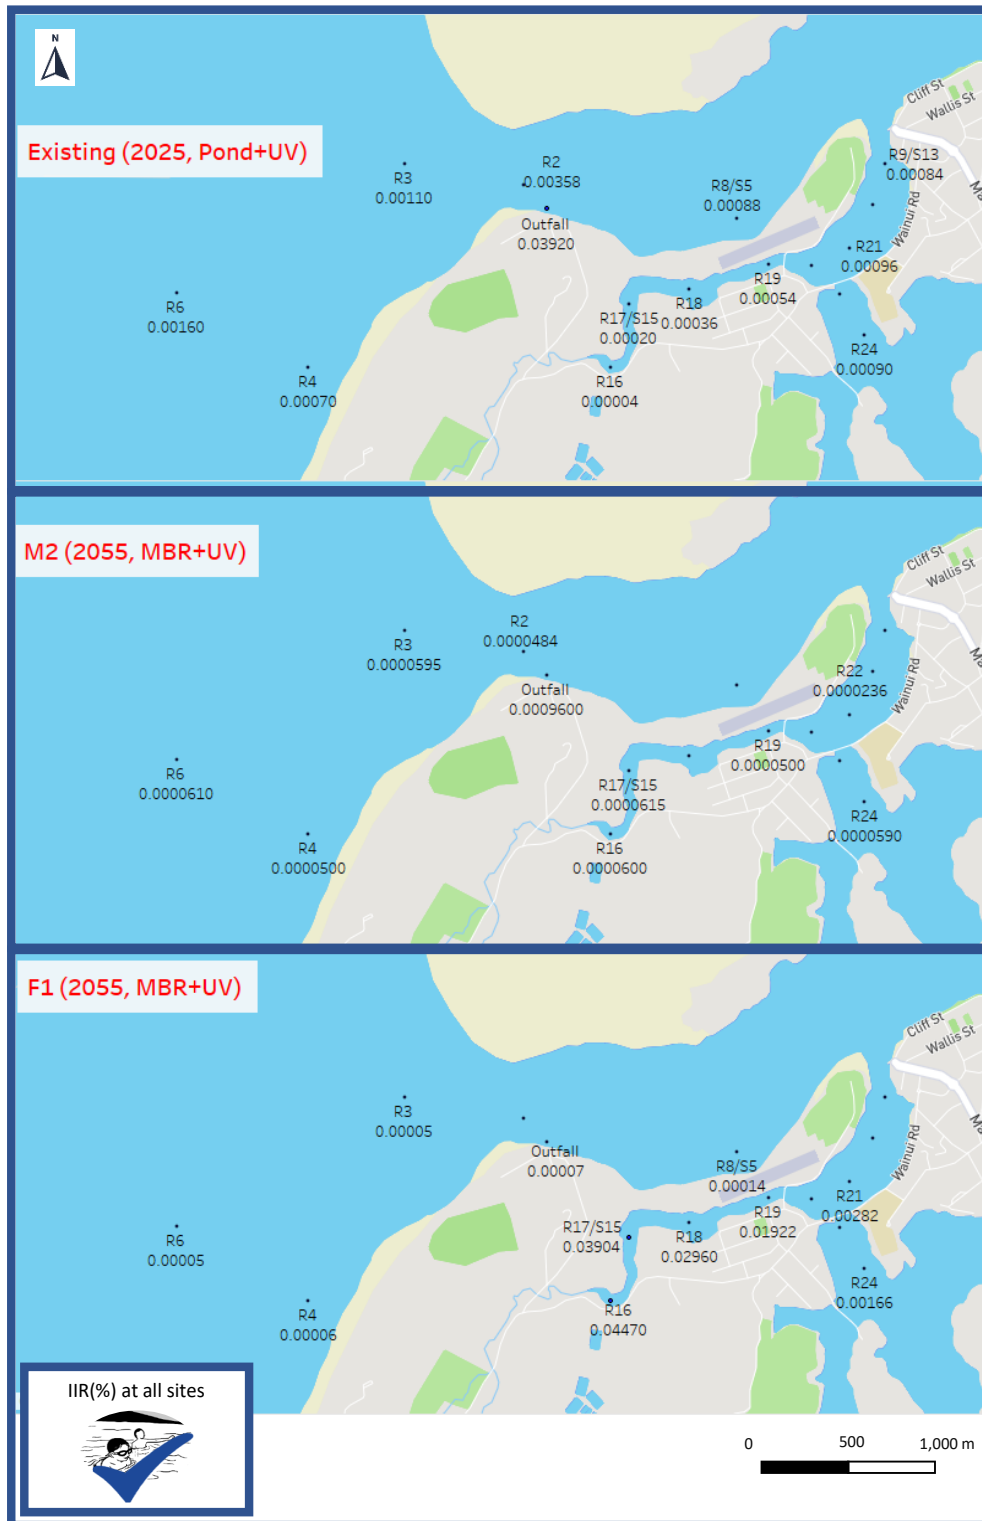 N
Existing (2025, Pond+UV)
Cliff St
Wallis St
Wainui Rd
R3
0.00110
R2
0.00358
Outfall
0.03920
R8/S5
0.00088
R9/S13
0.00084
R21
0.00096
R19
0.00054
R18
0.00036
R17/S15
0.00020
R16
0.00004
R24
0.00090
R6
0.00160
R4
0.00070
M2 (2055, MBR+UV)
Cliff St
Wallis St
Wainui Rd
R3
0.0000595
R2
0.0000484
Outfall
0.0009600
R22
0.0000236
R19
0.0000500
R17/S15
0.0000615
R16
0.0000600
R24
0.0000590
R6
0.0000610
R4
0.0000500
F1 (2055, MBR+UV)
Cliff St
Wallis St
Wainui Rd
R3
0.00005
Outfall
0.00007
R8/S5
0.00014
R21
0.00282
R19
0.01922
R18
0.02960
R17/S15
0.03904
R16
0.04470
R24
0.00166
R6
0.00005
R4
0.00006
IIR(%) at all sites
0 500 1,000 m